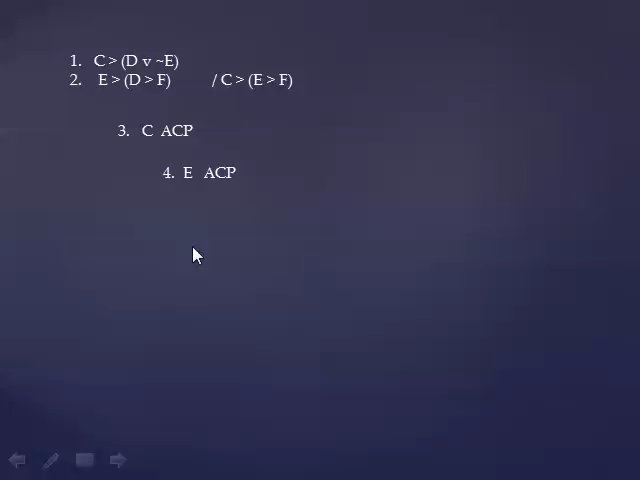 1. C > (D v ~E)
2. E > (D > F) / C > (E > F)
3. C ACP
4. E ACP